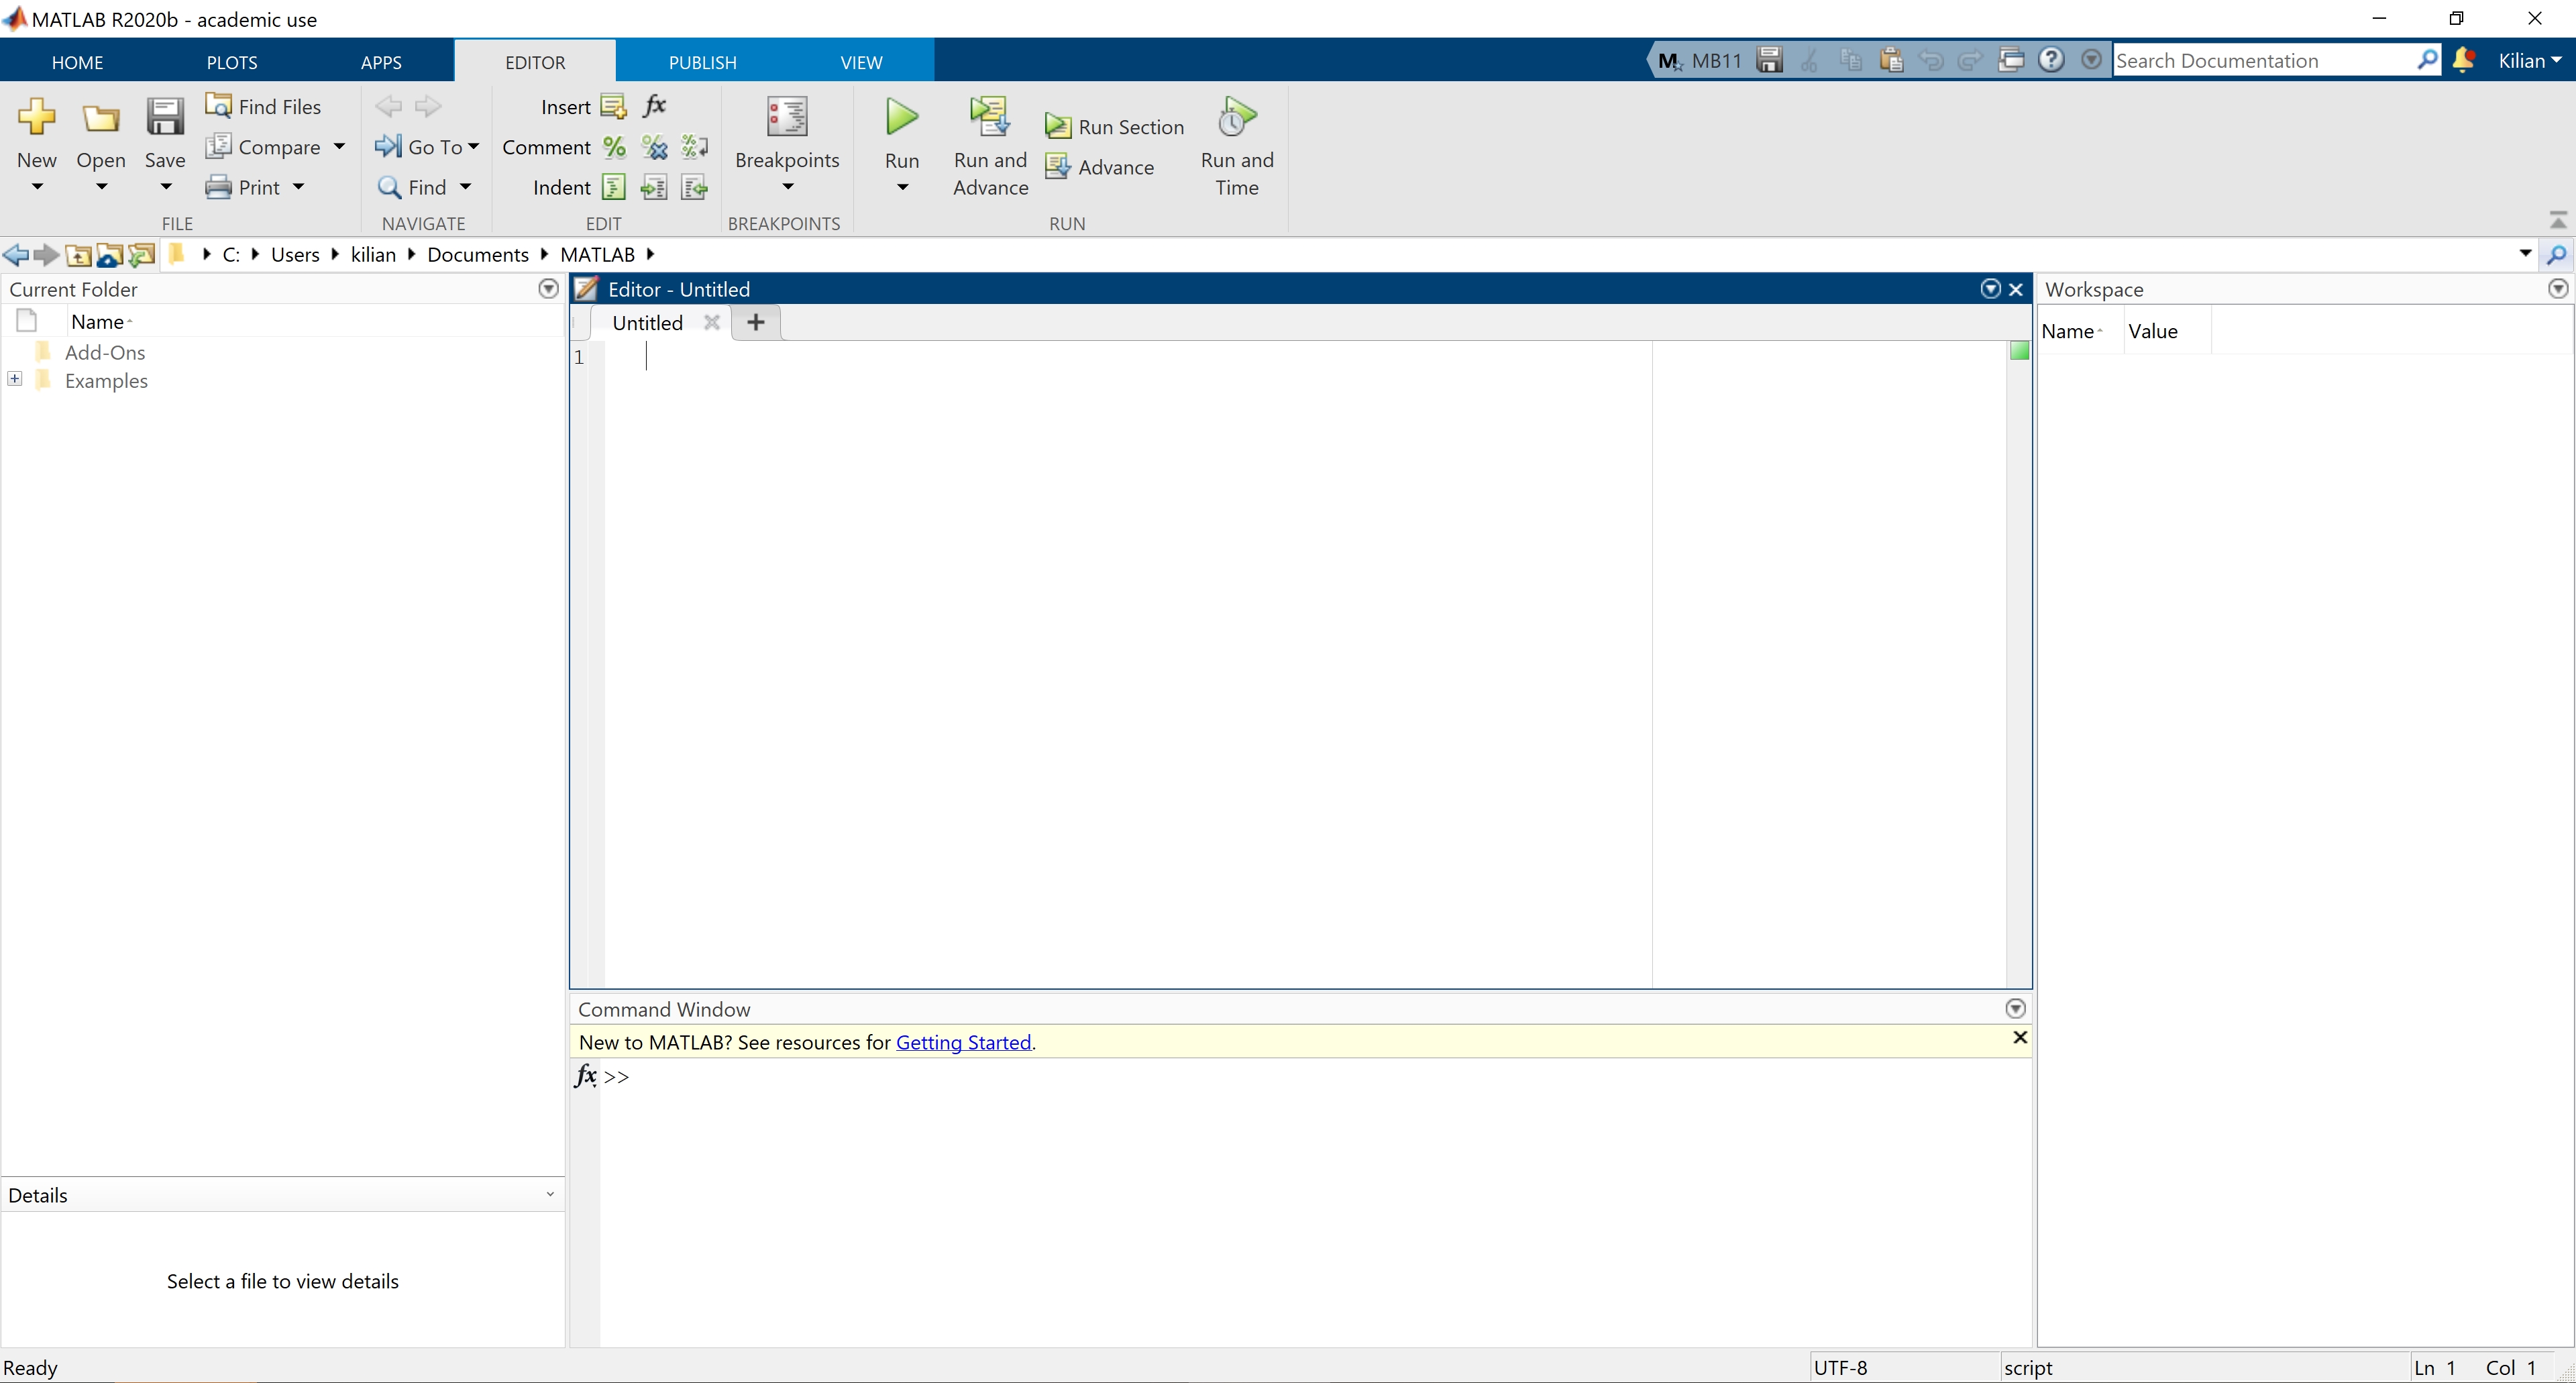 MATLAB R2020b - academic use
HOME PLOTS APPS EDITOR PUBLISH VIEW MB11 Search Documentation Kilian
New Open Save Find Files Compare Print
FILE
Go To Find
NAVIGATE
Insert fx
Comment
Indent
EDIT
Breakpoints
BREAKPOINTS
Run Run and Advance Run Section Advance Run and Time
RUN
C: Users kilian Documents MATLAB
Current Folder
Name
Add-Ons
Examples
Details
Select a file to view details
Editor - Untitled
Untitled
1
Command Window
New to MATLAB? See resources for Getting Started.
fx >>
Workspace
Name Value
Ready UTF-8 script Ln 1 Col 1